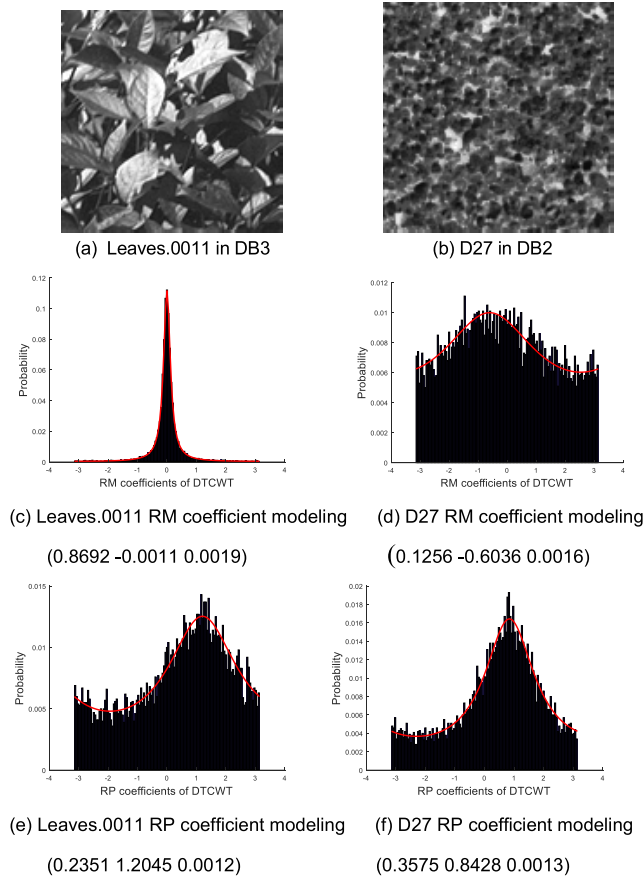 (a) Leaves.0011 in DB3
(b) D27 in DB2
0.12
0.1
0.08
0.06
0.04
0.02
0
Probability
-4 -3 -2 -1 0 1 2 3 4
RM coefficients of DTCWT
0.012
0.01
0.008
0.006
0.004
0.002
0
Probability
-4 -3 -2 -1 0 1 2 3 4
RM coefficients of DTCWT
(c) Leaves.0011 RM coefficient modeling
(0.8692 -0.0011 0.0019)
(d) D27 RM coefficient modeling
(0.1256 -0.6036 0.0016)
0.015
0.01
0.005
0
Probability
-4 -3 -2 -1 0 1 2 3 4
RP coefficients of DTCWT
0.02
0.018
0.016
0.014
0.012
0.01
0.008
0.006
0.004
0.002
0
Probability
-4 -3 -2 -1 0 1 2 3 4
RP coefficients of DTCWT
(e) Leaves.0011 RP coefficient modeling
(0.2351 1.2045 0.0012)
(f) D27 RP coefficient modeling
(0.3575 0.8428 0.0013)